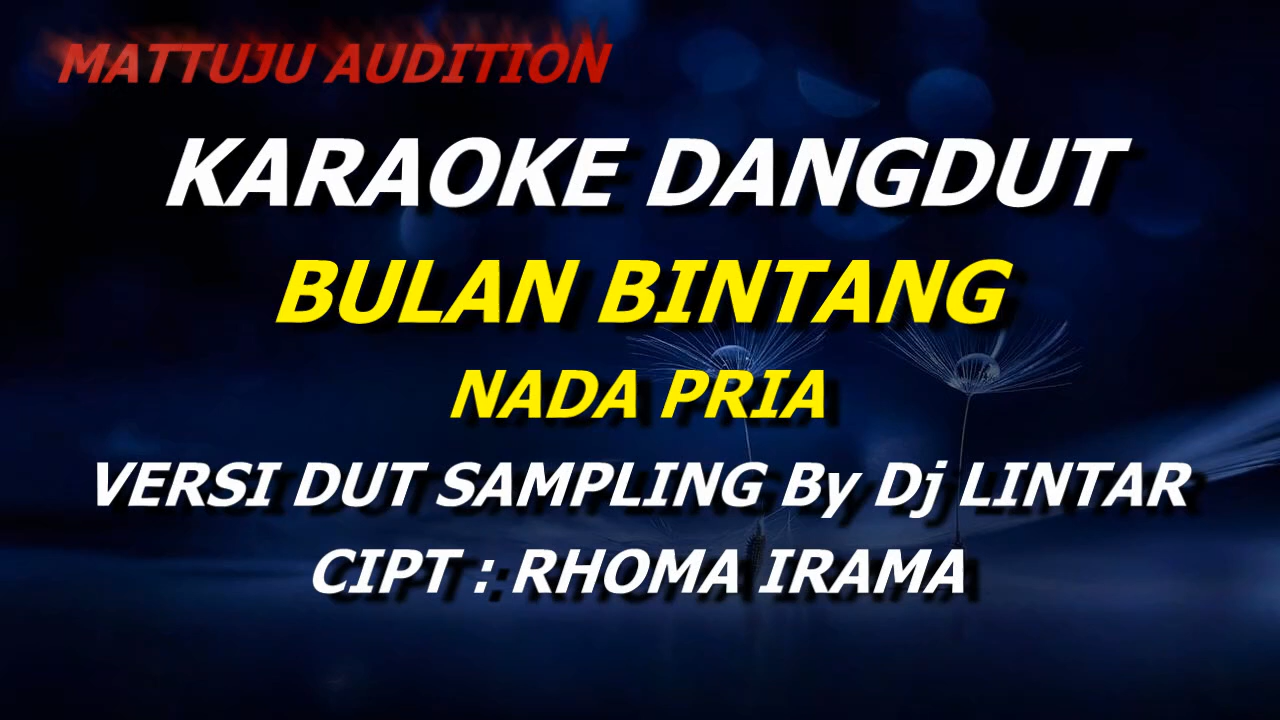 MATTUJU AUDITION
KARAOKE DANGDUT
BULAN BINTANG
NADA PRIA
VERSI DUT SAMPLING By Dj LINTAR
CIPT : RHOMA IRAMA